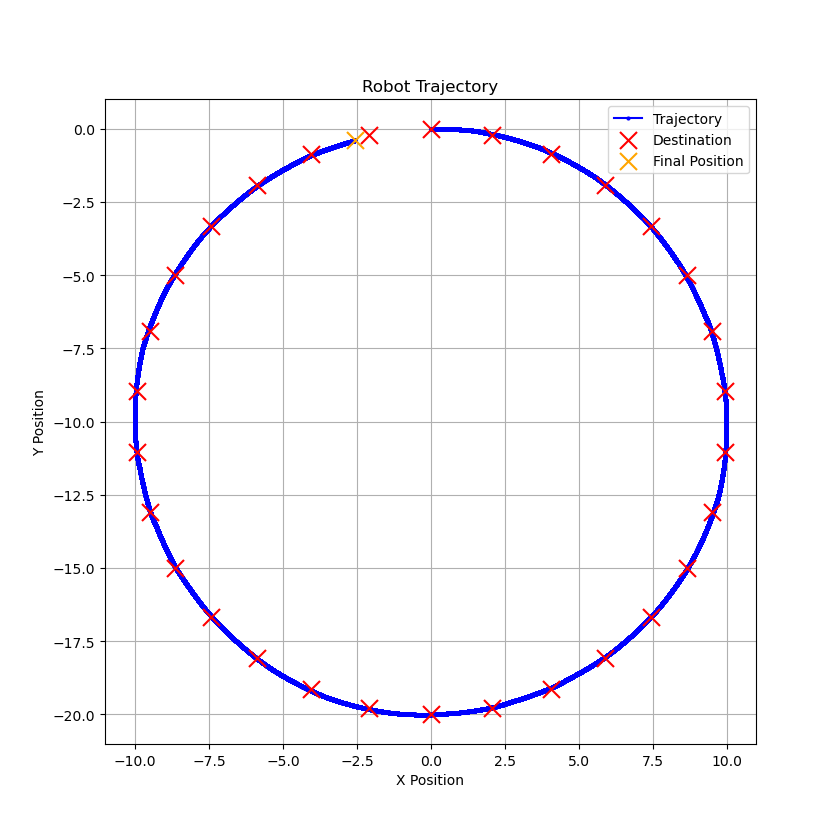 Robot Trajectory
Trajectory
Destination
Final Position
0.0
−2.5
−5.0
−7.5
−10.0
−12.5
−15.0
−17.5
−20.0
Y Position
−10.0 −7.5 −5.0 −2.5 0.0 2.5 5.0 7.5 10.0
X Position